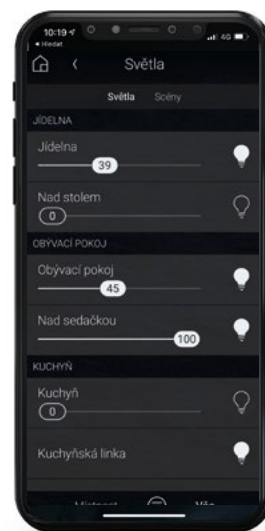 10:19
4G
◂ Hledat
Světla
Světla Scény
JÍDELNA
Jídelna
39
Nad stolem
0
OBÝVACÍ POKOJ
Obývací pokoj
45
Nad sedačkou
100
KUCHYŇ
Kuchyň
0
Kuchyňská linka
Místnost Vše